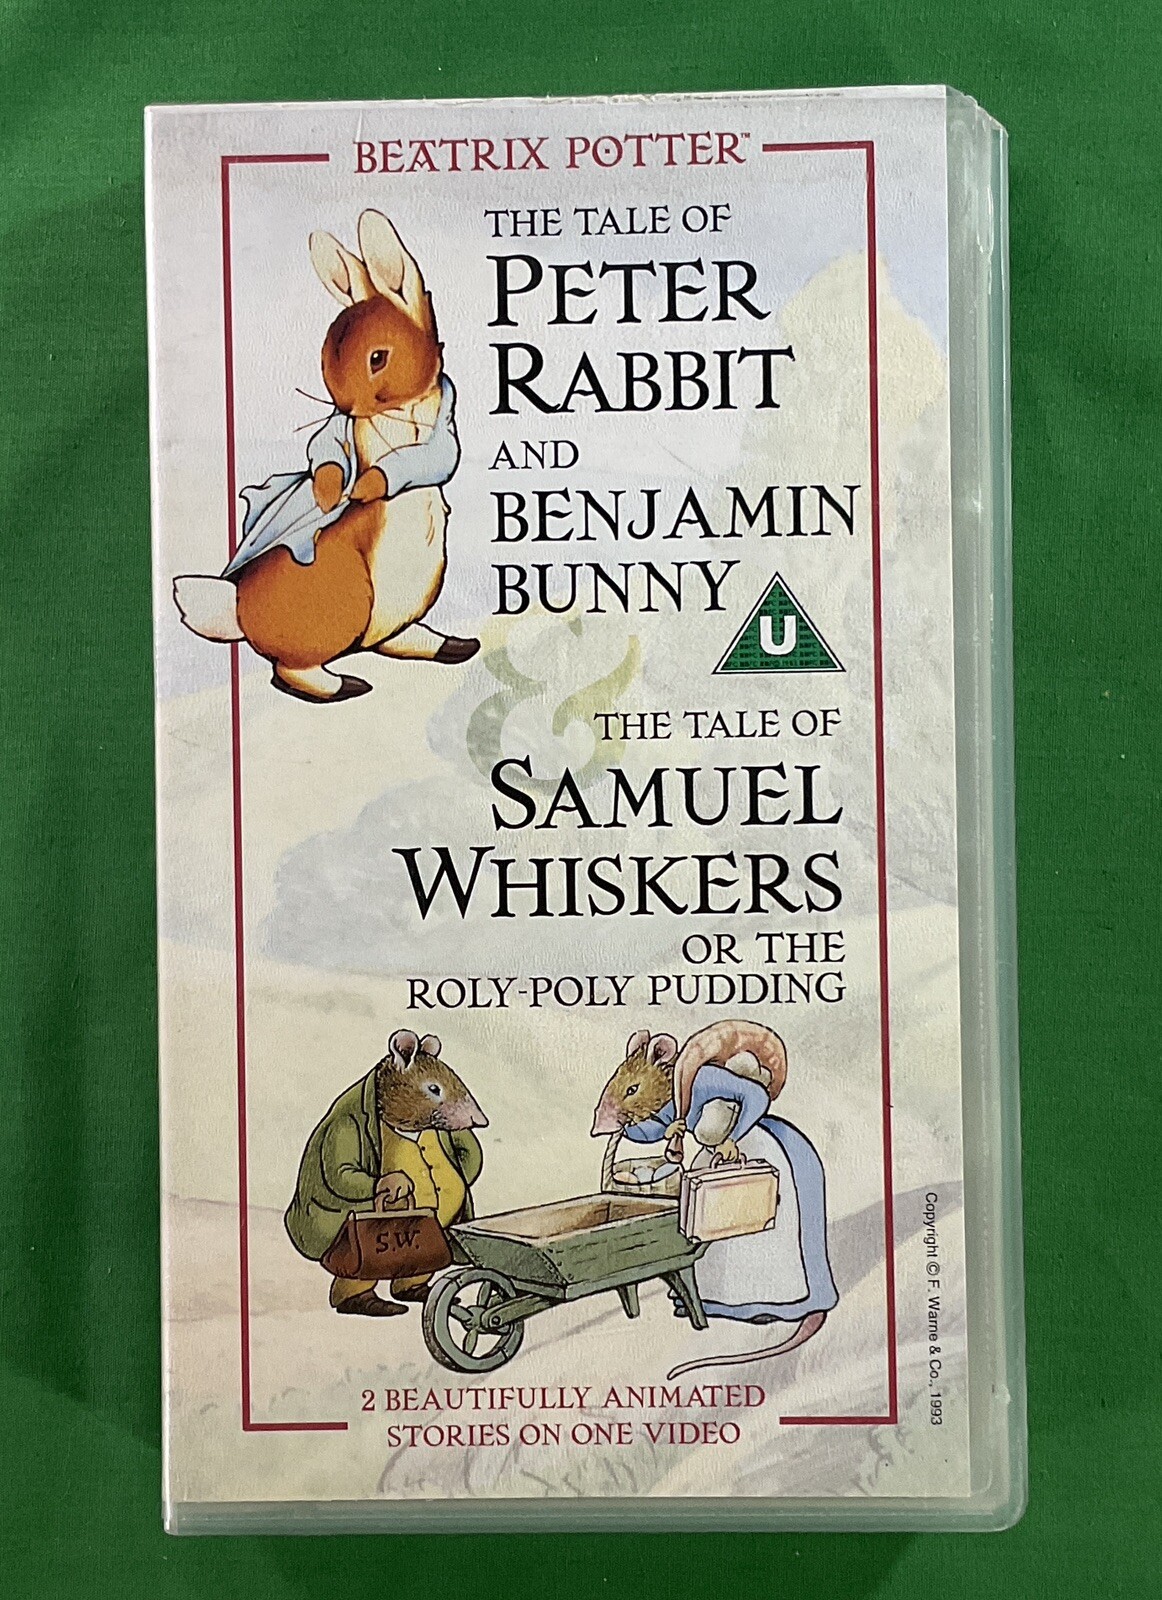 BEATRIX POTTER™
THE TALE OF
PETER
RABBIT
AND
BENJAMIN
BUNNY
U
&
THE TALE OF
SAMUEL
WHISKERS
OR THE
ROLY-POLY PUDDING
S.W.
2 BEAUTIFULLY ANIMATED
STORIES ON ONE VIDEO
Copyright © F. Warne & Co., 1993